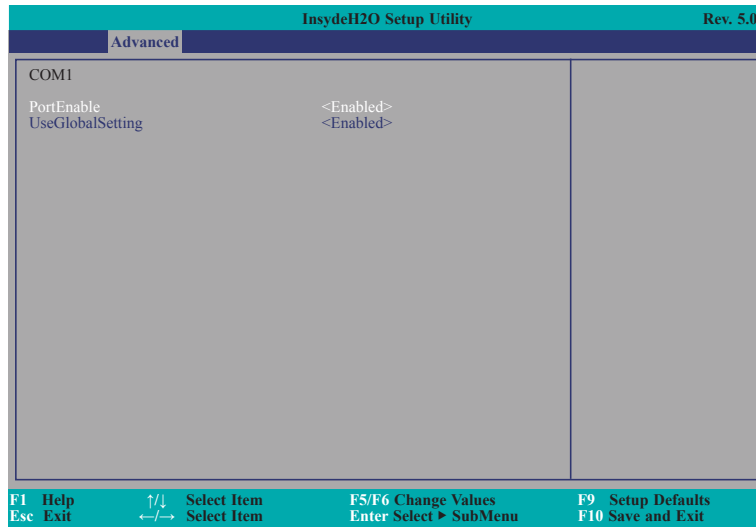 InsydeH2O Setup Utility Rev. 5.0
Advanced
COM1
PortEnable <Enabled>
UseGlobalSetting <Enabled>
F1 Help ↑/↓ Select Item F5/F6 Change Values F9 Setup Defaults
Esc Exit ←/→ Select Item Enter Select ► SubMenu F10 Save and Exit